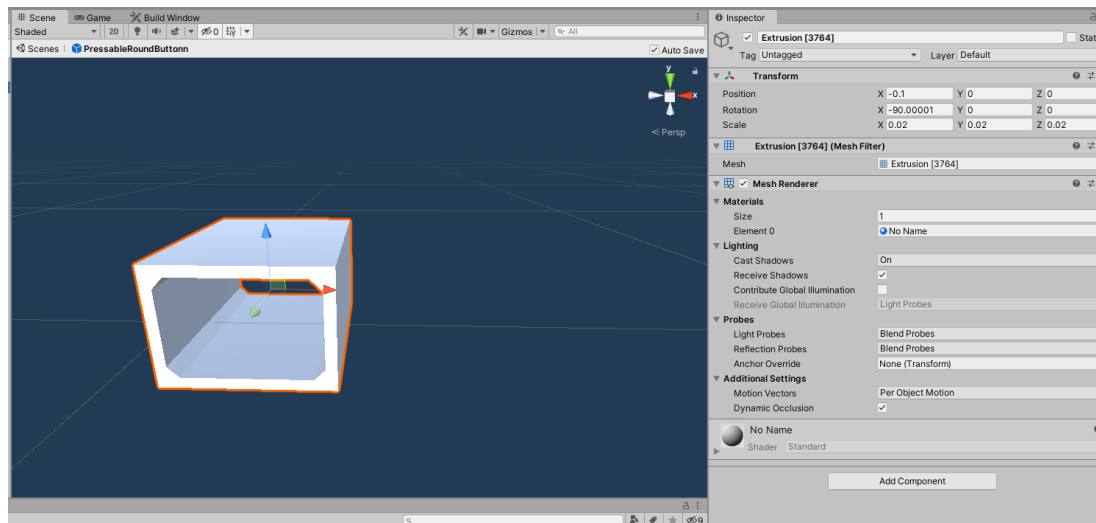 Scene Game Build Window
Shaded 2D 0 Gizmos All
Scenes PressableRoundButtonn Auto Save
y
x
Persp
9
Inspector
Extrusion [3764] Stat
Tag Untagged Layer Default
Transform
Position X -0.1 Y 0 Z 0
Rotation X -90.00001 Y 0 Z 0
Scale X 0.02 Y 0.02 Z 0.02
Extrusion [3764] (Mesh Filter)
Mesh Extrusion [3764]
Mesh Renderer
Materials
Size 1
Element 0 No Name
Lighting
Cast Shadows On
Receive Shadows
Contribute Global Illumination
Receive Global Illumination Light Probes
Probes
Light Probes Blend Probes
Reflection Probes Blend Probes
Anchor Override None (Transform)
Additional Settings
Motion Vectors Per Object Motion
Dynamic Occlusion
No Name
Shader Standard
Add Component